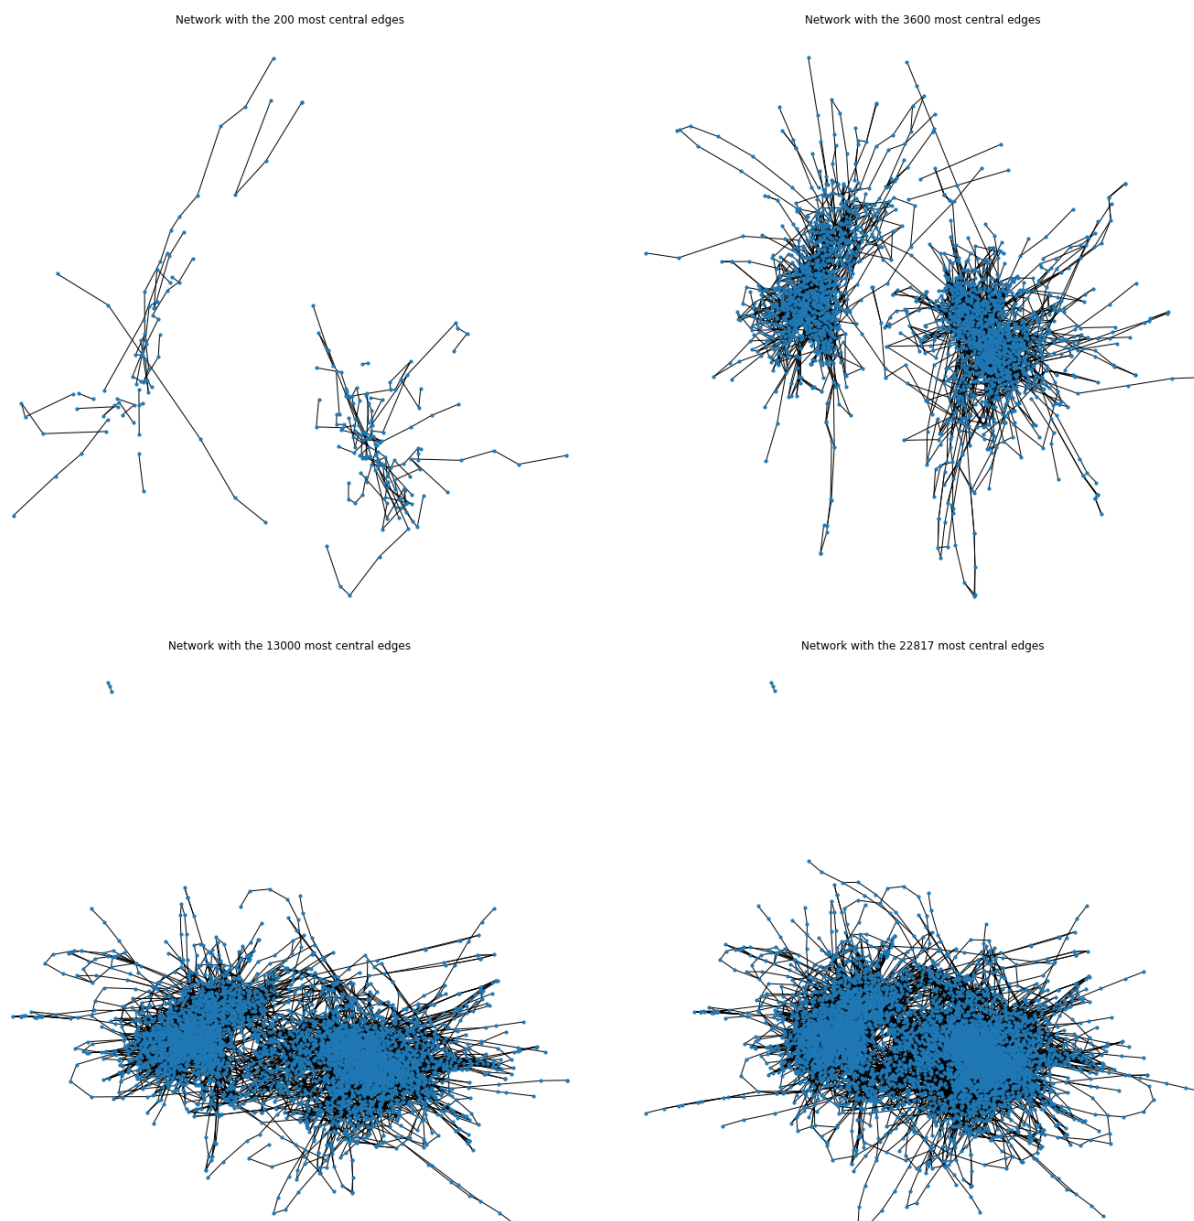 Network with the 200 most central edges
Network with the 3600 most central edges
Network with the 13000 most central edges
Network with the 22817 most central edges